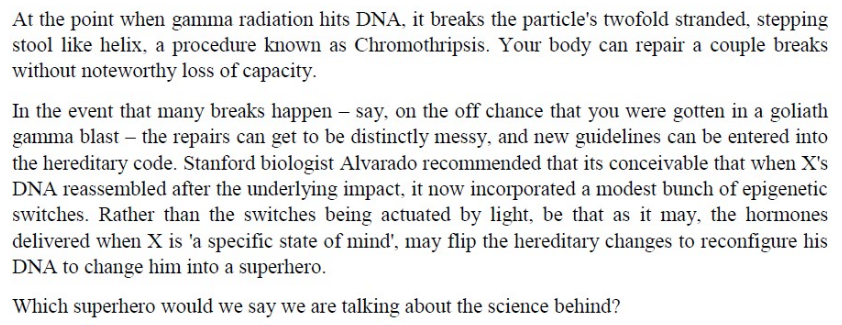 At the point when gamma radiation hits DNA, it breaks the particle's twofold stranded, stepping
stool like helix, a procedure known as Chromothripsis. Your body can repair a couple breaks
without noteworthy loss of capacity.
In the event that many breaks happen – say, on the off chance that you were gotten in a goliath
gamma blast – the repairs can get to be distinctly messy, and new guidelines can be entered into
the hereditary code. Stanford biologist Alvarado recommended that its conceivable that when X's
DNA reassembled after the underlying impact, it now incorporated a modest bunch of epigenetic
switches. Rather than the switches being actuated by light, be that as it may, the hormones
delivered when X is 'a specific state of mind', may flip the hereditary changes to reconfigure his
DNA to change him into a superhero.
Which superhero would we say we are talking about the science behind?